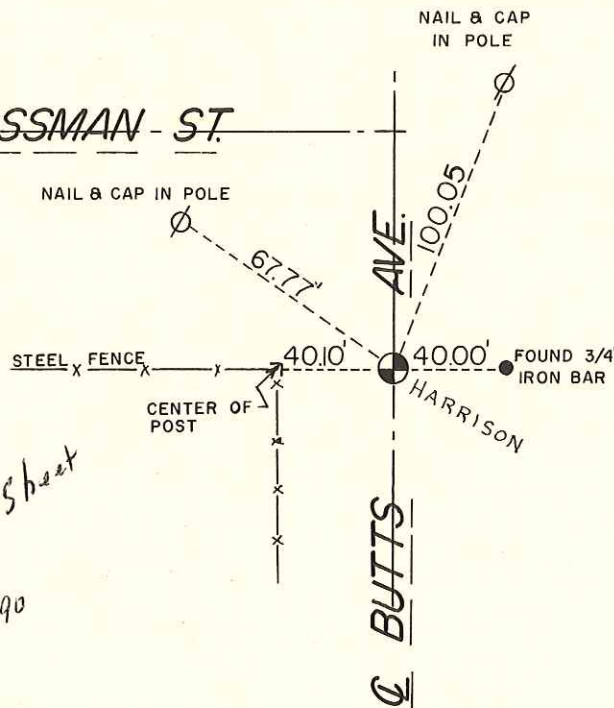 NAIL & CAP
IN POLE
SSMAN ST.
NAIL & CAP IN POLE
100.05
67.77'
AVE.
STEEL FENCE
40.10'
40.00'
FOUND 3/4
IRON BAR
CENTER OF
POST
HARRISON
Sheet
90
℄ BUTTS